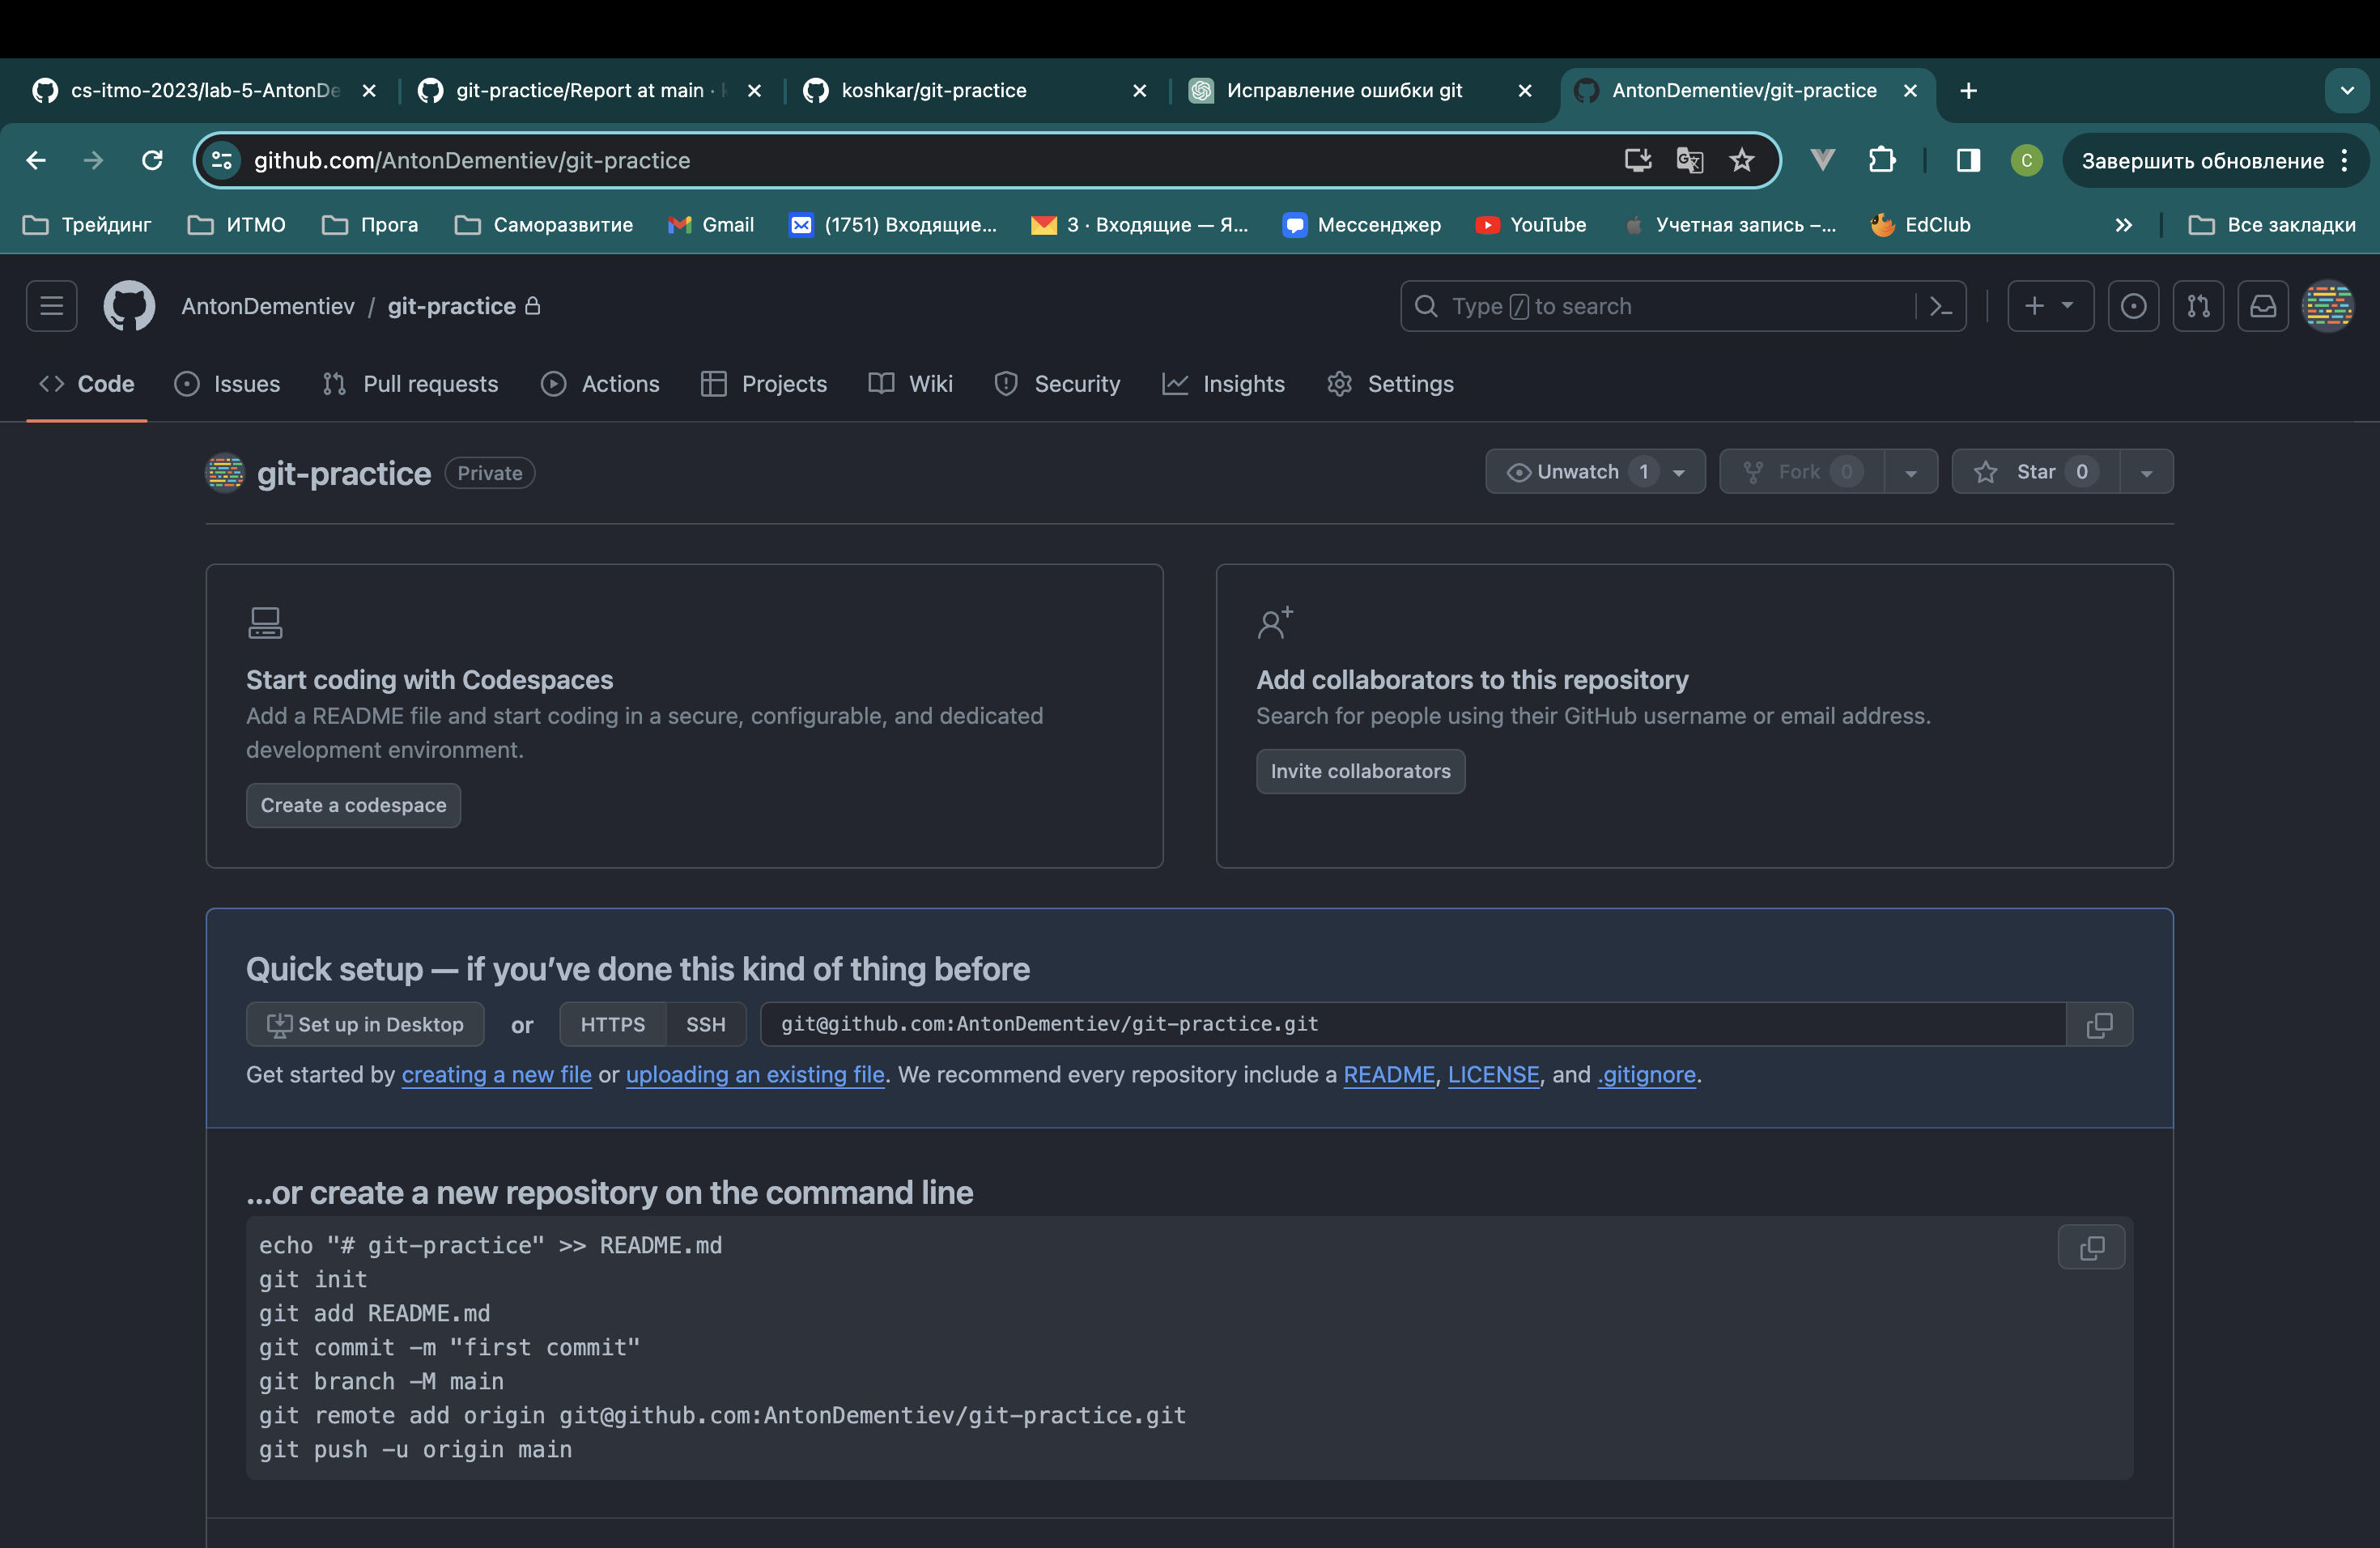 cs-itmo-2023/lab-5-AntonDe
git-practice/Report at main ·
koshkar/git-practice
Исправление ошибки git
AntonDementiev/git-practice
github.com/AntonDementiev/git-practice
C
Завершить обновление
Трейдинг
ИТМО
Прога
Саморазвитие
Gmail
(1751) Входящие...
3 · Входящие — Я...
Мессенджер
YouTube
Учетная запись –...
EdClub
Все закладки
AntonDementiev / git-practice
Type / to search
Code
Issues
Pull requests
Actions
Projects
Wiki
Security
Insights
Settings
git-practice Private
Unwatch 1
Fork 0
Star 0
Start coding with Codespaces
Add a README file and start coding in a secure, configurable, and dedicated
development environment.
Create a codespace
Add collaborators to this repository
Search for people using their GitHub username or email address.
Invite collaborators
Quick setup — if you’ve done this kind of thing before
Set up in Desktop or HTTPS SSH git@github.com:AntonDementiev/git-practice.git
Get started by creating a new file or uploading an existing file. We recommend every repository include a README, LICENSE, and .gitignore.
...or create a new repository on the command line
echo "# git-practice" >> README.md
git init
git add README.md
git commit -m "first commit"
git branch -M main
git remote add origin git@github.com:AntonDementiev/git-practice.git
git push -u origin main